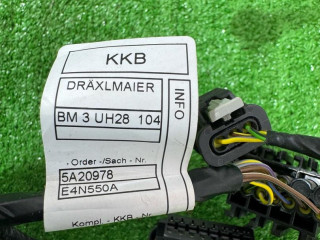 KKB
DRÄXLMAIER
BM 3 UH28 104
INFO
Order-/Sach - Nr.
5A20978
E4N550A
Kompl.- KKB - Nr